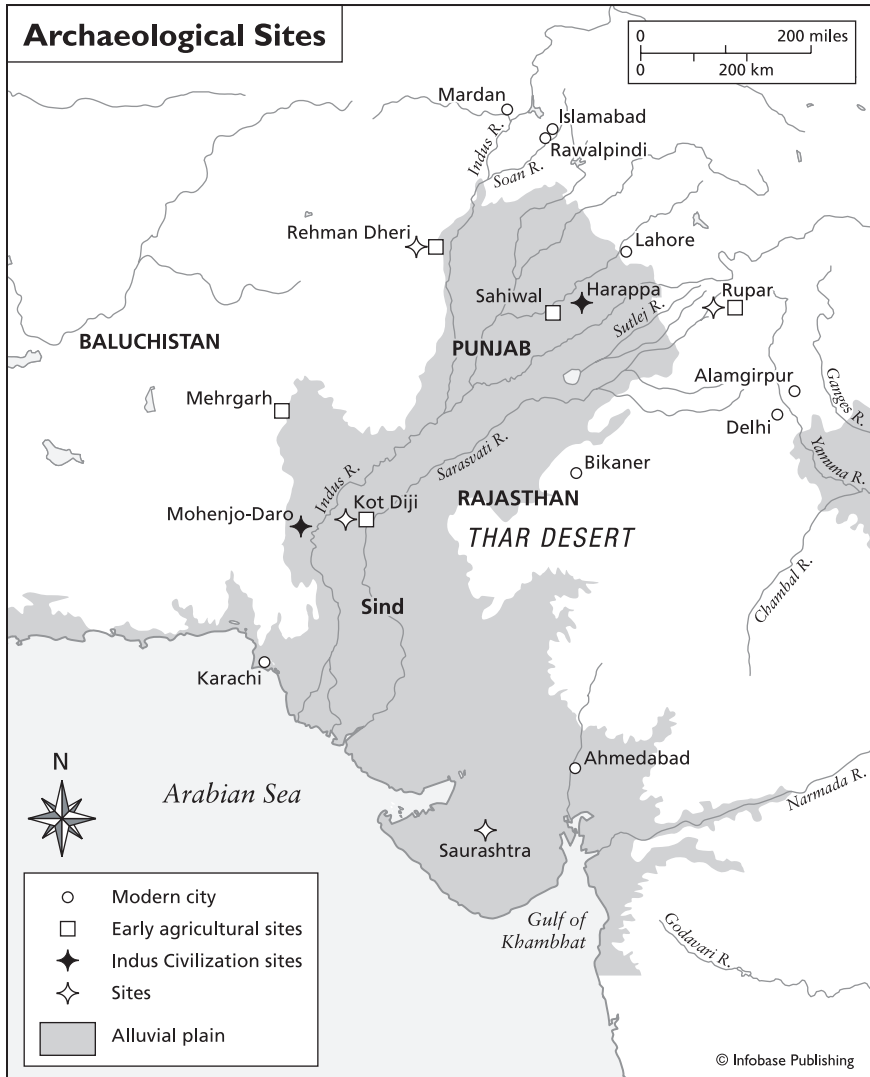 Archaeological Sites
0 200 miles
0 200 km
Mardan
Islamabad
Rawalpindi
Indus R.
Soan R.
Rehman Dheri
Lahore
Sahiwal
Harappa
Rupar
Sutlej R.
BALUCHISTAN
PUNJAB
Alamgirpur
Ganges R.
Mehrgarh
Delhi
Yamuna R.
Sarasvati R.
Bikaner
Indus R.
Kot Diji
RAJASTHAN
Mohenjo-Daro
THAR DESERT
Chambal R.
Sind
Karachi
Ahmedabad
N
Arabian Sea
Narmada R.
Saurashtra
Gulf of
Khambhat
Godavari R.
Modern city
Early agricultural sites
Indus Civilization sites
Sites
Alluvial plain
© Infobase Publishing